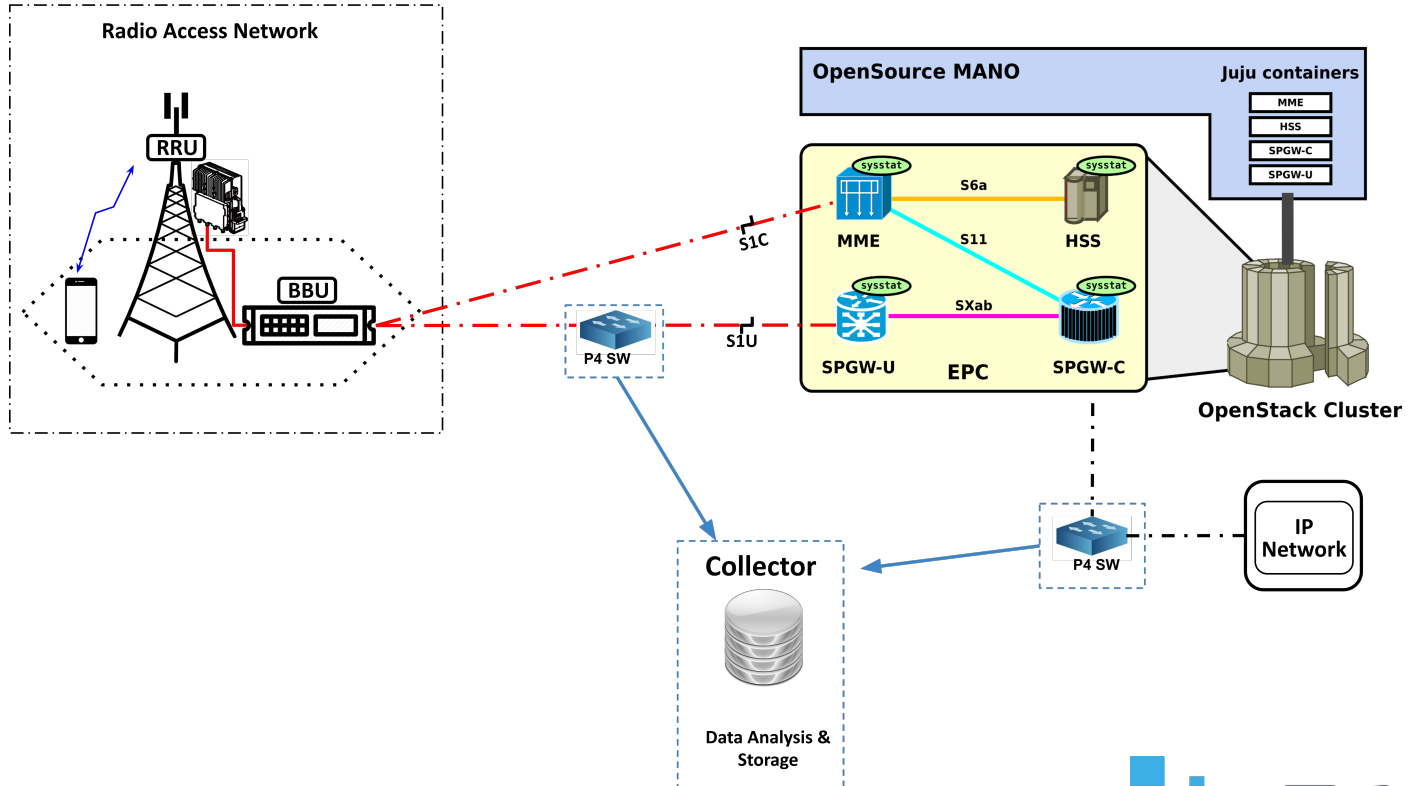 Radio Access Network
RRU
BBU
S1C
S1U
P4 SW
OpenSource MANO
Juju containers
MME
HSS
SPGW-C
SPGW-U
sysstat
sysstat
S6a
MME
S11
HSS
sysstat
sysstat
SXab
SPGW-U
EPC
SPGW-C
OpenStack Cluster
P4 SW
IP
Network
Collector
Data Analysis &
Storage